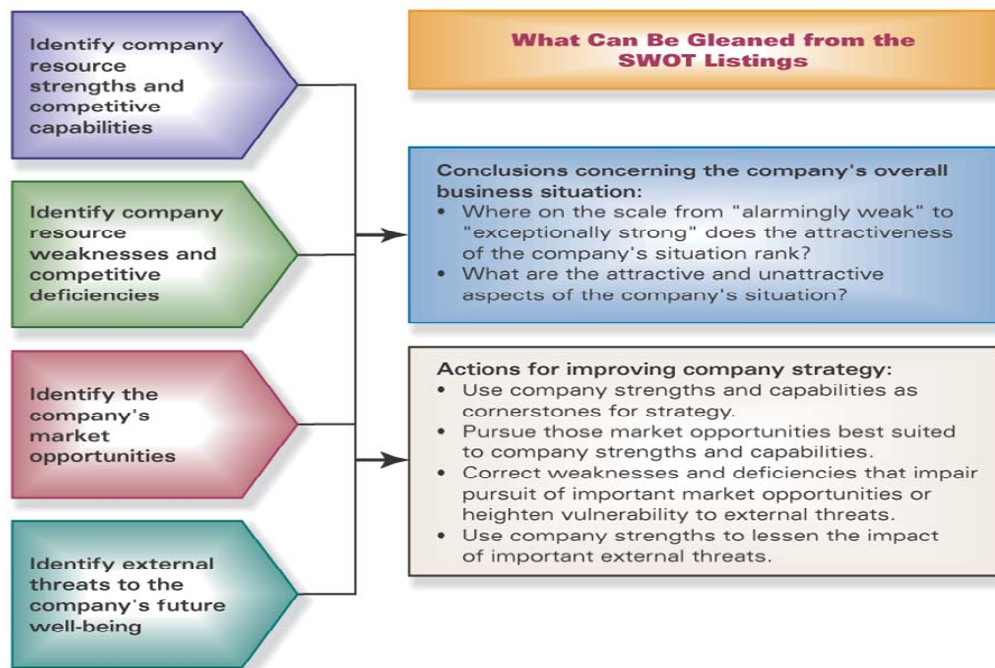 Identify company
resource
strengths and
competitive
capabilities
Identify company
resource
weaknesses and
competitive
deficiencies
Identify the
company's
market
opportunities
Identify external
threats to the
company's future
well-being
What Can Be Gleaned from the
SWOT Listings
Conclusions concerning the company's overall
business situation:
• Where on the scale from "alarmingly weak" to
"exceptionally strong" does the attractiveness
of the company's situation rank?
• What are the attractive and unattractive
aspects of the company's situation?
Actions for improving company strategy:
• Use company strengths and capabilities as
cornerstones for strategy.
• Pursue those market opportunities best suited
to company strengths and capabilities.
• Correct weaknesses and deficiencies that impair
pursuit of important market opportunities or
heighten vulnerability to external threats.
• Use company strengths to lessen the impact
of important external threats.